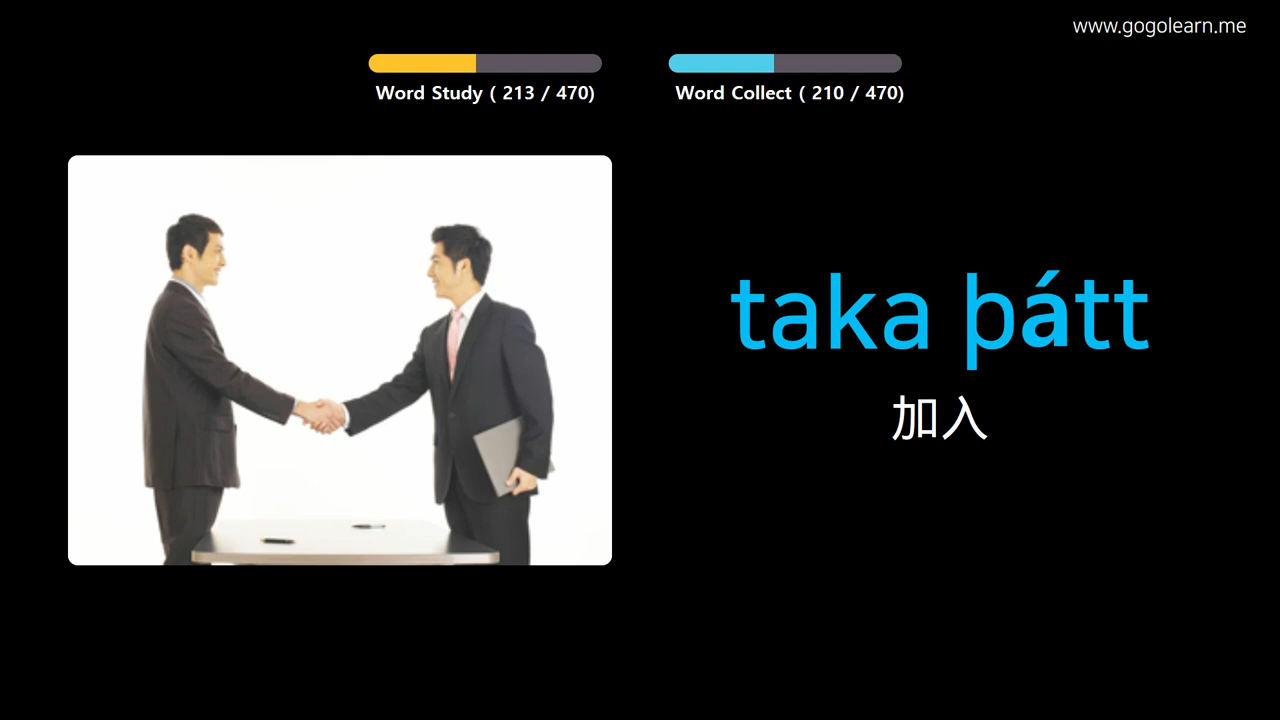 www.gogolearn.me
Word Study ( 213 / 470)
Word Collect ( 210 / 470)
taka þátt
加入